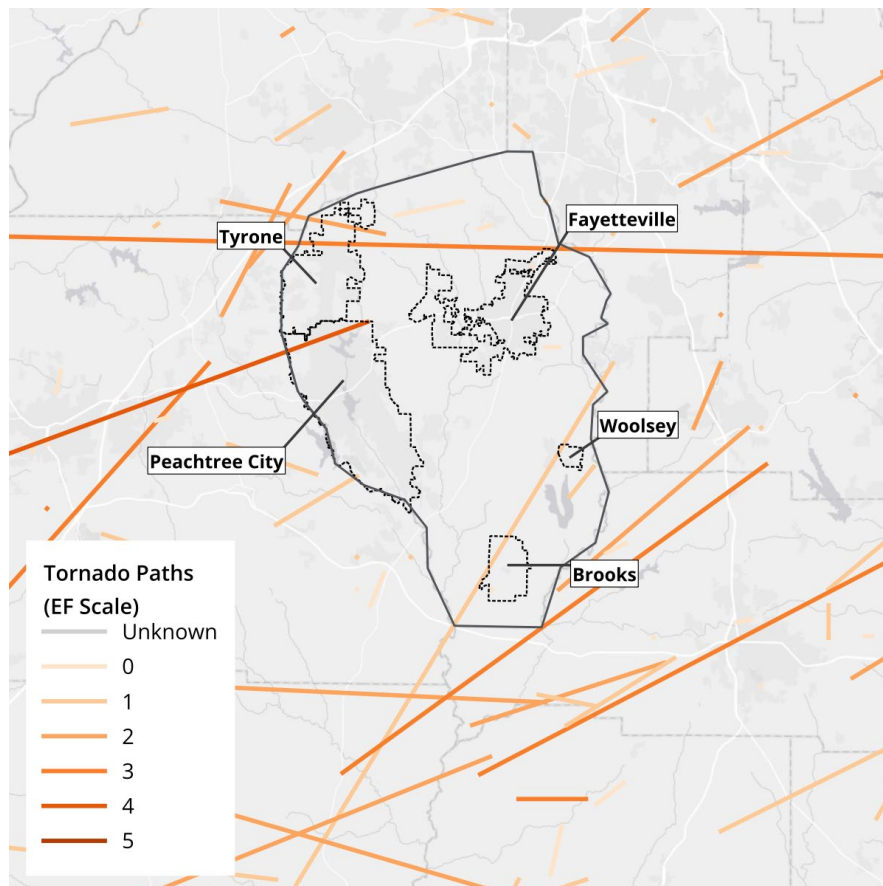 Fayetteville
Tyrone
Woolsey
Peachtree City
Brooks
Tornado Paths
(EF Scale)
Unknown
0
1
2
3
4
5